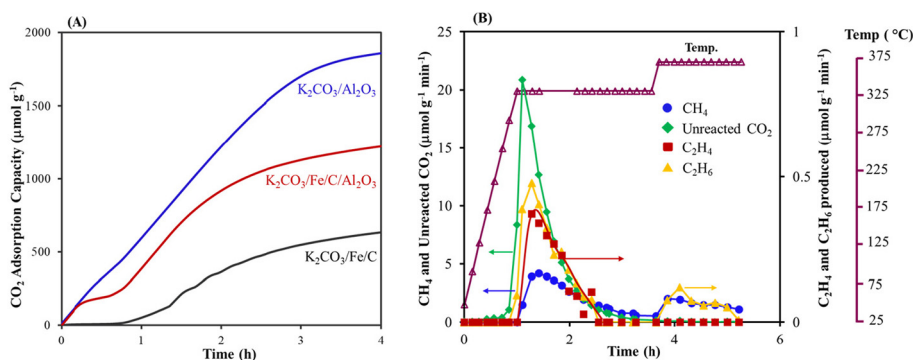 (A)
2000
1500
1000
500
0
CO₂ Adsorption Capacity (μmol g⁻¹)
K₂CO₃/Al₂O₃
K₂CO₃/Fe/C/Al₂O₃
K₂CO₃/Fe/C
0 1 2 3 4
Time (h)
(B)
25
20
15
10
5
0
CH₄ and Unreacted CO₂ (μmol g⁻¹ min⁻¹)
Temp.
CH₄
Unreacted CO₂
C₂H₄
C₂H₆
0 2 4 6
Time (h)
1
0.5
0
C₂H₄ and C₂H₆ produced (μmol g⁻¹ min⁻¹)
Temp (°C)
375
325
275
225
175
125
75
25